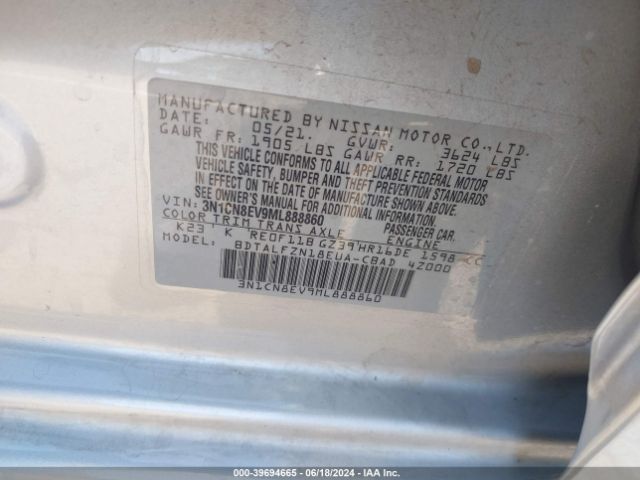 MANUFACTURED BY NISSAN MOTOR CO., LTD.
DATE: 05/21. GVWR: 3624 LBS
GAWR FR: 1905 LBS GAWR RR: 1720 LBS
THIS VEHICLE CONFORMS TO ALL APPLICABLE FEDERAL MOTOR
VEHICLE SAFETY, BUMPER AND THEFT PREVENTION STANDARDS
IN EFFECT ON THE DATE OF MANUFACTURE SHOWN ABOVE.
SEE OWNER'S MANUAL FOR ADDITIONAL INFORMATION.
VIN: 3N1CN8EV9ML888860 PASSENGER CAR.
COLOR TRIM TRANS AXLE ENGINE
K23 K RE0F11B GZ39 HR16DE 1598 CC
MODEL: BDTALFZN18EUA-CBAD 42000
3N1CN8EV9ML888860
000-39694665 - 06/18/2024 - IAA Inc.